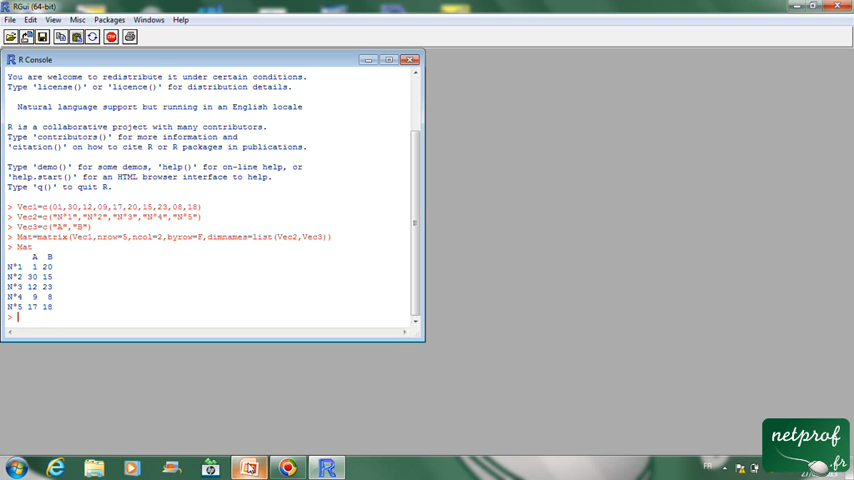 RGui (64-bit)
File Edit View Misc Packages Windows Help
R Console
You are welcome to redistribute it under certain conditions.
Type 'license()' or 'licence()' for distribution details.
Natural language support but running in an English locale
R is a collaborative project with many contributors.
Type 'contributors()' for more information and
'citation()' on how to cite R or R packages in publications.
Type 'demo()' for some demos, 'help()' for on-line help, or
'help.start()' for an HTML browser interface to help.
Type 'q()' to quit R.
> Vec1=c(01,30,12,09,17,20,15,23,08,18)
> Vec2=c("N°1","N°2","N°3","N°4","N°5")
> Vec3=c("A","B")
> Mat=matrix(Vec1,nrow=5,ncol=2,byrow=F,dimnames=list(Vec2,Vec3))
> Mat
A B
N°1 1 20
N°2 30 15
N°3 12 23
N°4 9 8
N°5 17 18
>
netprof
FR